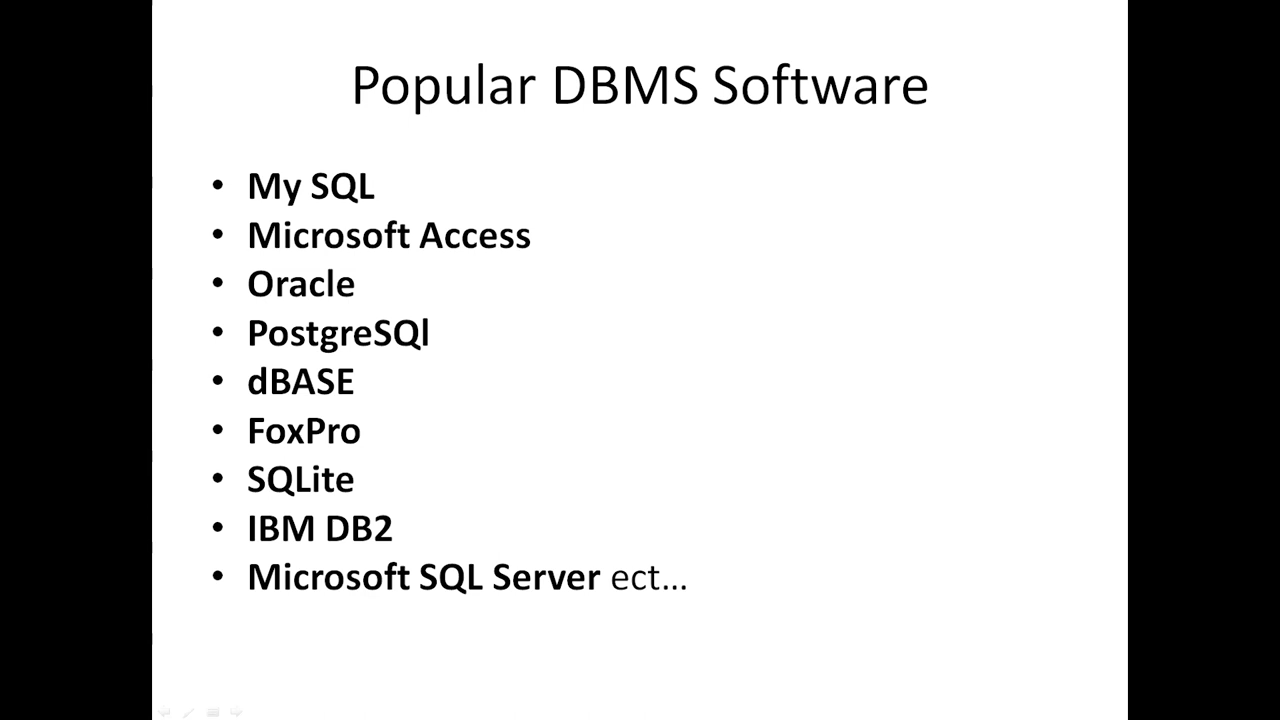 Popular DBMS Software
• My SQL
• Microsoft Access
• Oracle
• PostgreSQl
• dBASE
• FoxPro
• SQLite
• IBM DB2
• Microsoft SQL Server ect...